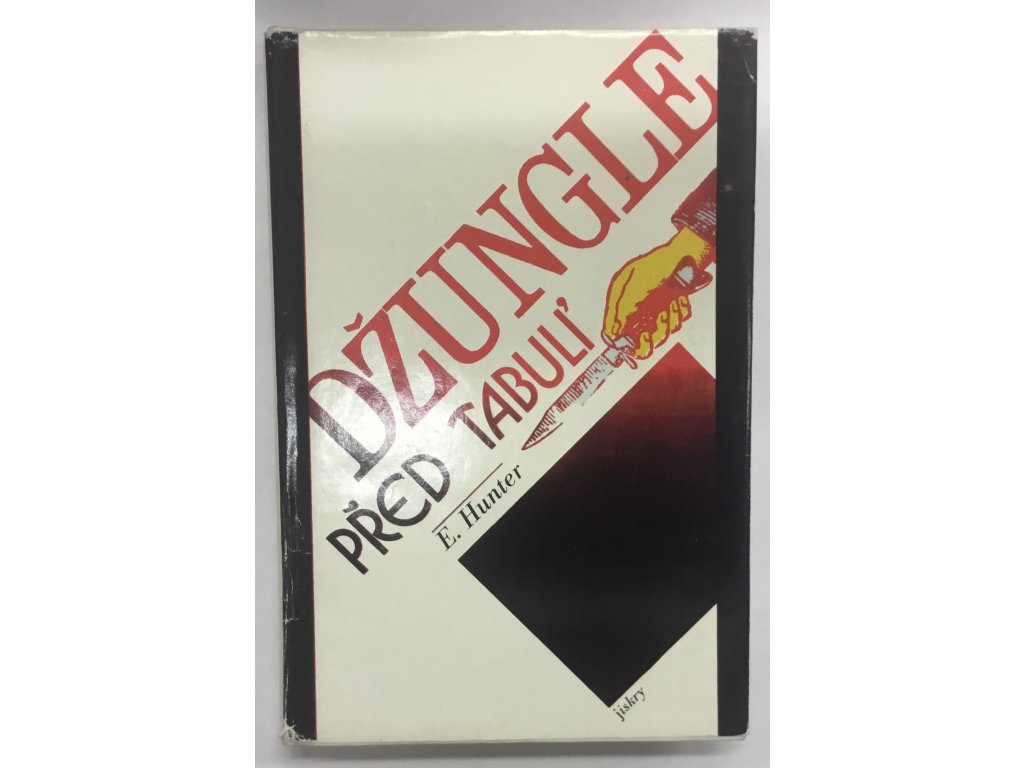 DŽUNGLE
PŘED TABULÍ
E. Hunter
jiskry